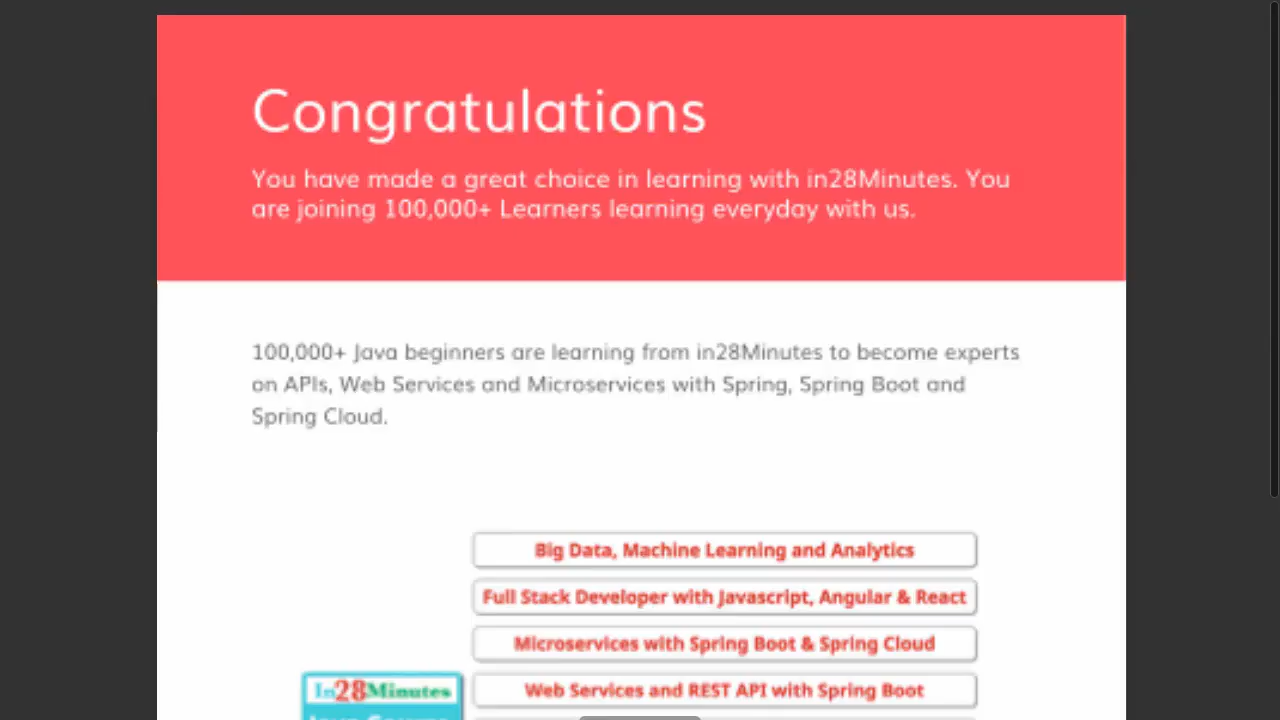 Congratulations
You have made a great choice in learning with in28Minutes. You
are joining 100,000+ Learners learning everyday with us.
100,000+ Java beginners are learning from in28Minutes to become experts
on APIs, Web Services and Microservices with Spring, Spring Boot and
Spring Cloud.
Big Data, Machine Learning and Analytics
Full Stack Developer with Javascript, Angular & React
Microservices with Spring Boot & Spring Cloud
In28Minutes
Web Services and REST API with Spring Boot